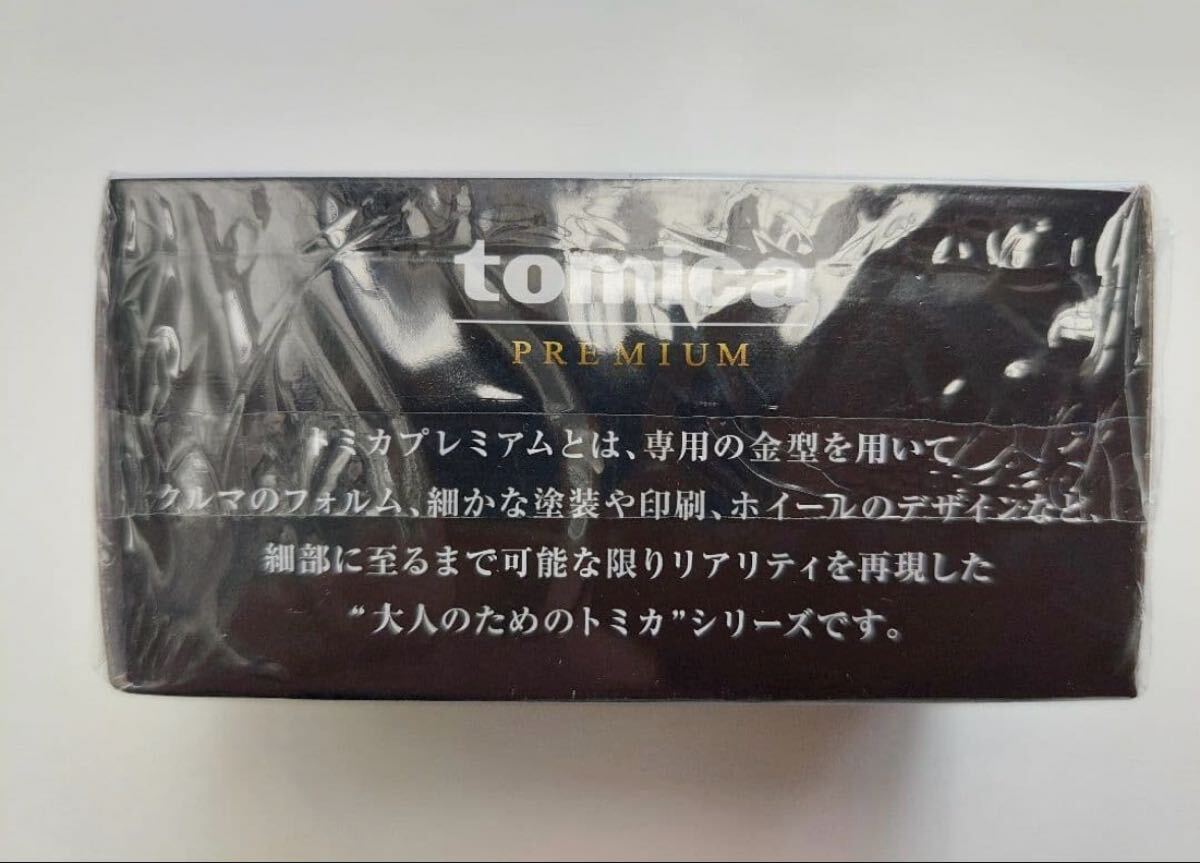 tomica
PREMIUM
トミカプレミアムとは、専用の金型を用いて
クルマのフォルム、細かな塗装や印刷、ホイールのデザインなど、
細部に至るまで可能な限りリアリティを再現した
“大人のためのトミカ”シリーズです。